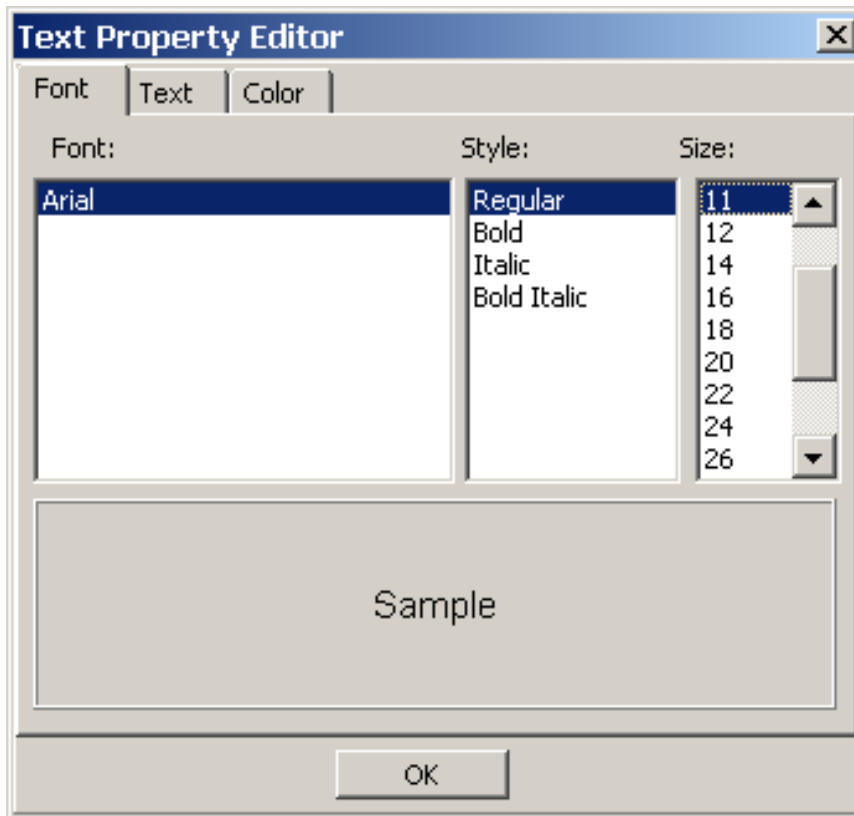 Text Property Editor
Font Text Color
Font: Style: Size:
Arial Regular 11
Bold 12
Italic 14
Bold Italic 16
18
20
22
24
26
Sample
OK